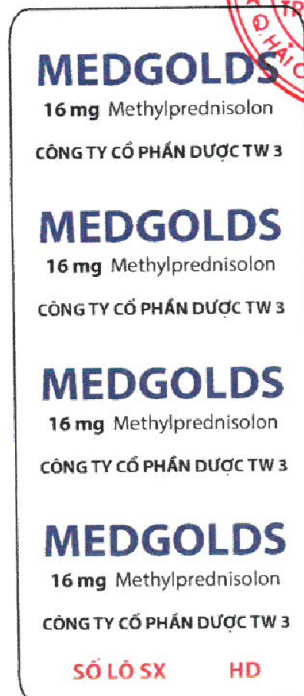 MEDGOLDS
16 mg Methylprednisolon
CÔNG TY CỔ PHẦN DƯỢC TW 3
MEDGOLDS
16 mg Methylprednisolon
CÔNG TY CỔ PHẦN DƯỢC TW 3
MEDGOLDS
16 mg Methylprednisolon
CÔNG TY CỔ PHẦN DƯỢC TW 3
MEDGOLDS
16 mg Methylprednisolon
CÔNG TY CỔ PHẦN DƯỢC TW 3
SỐ LÔ SX HD